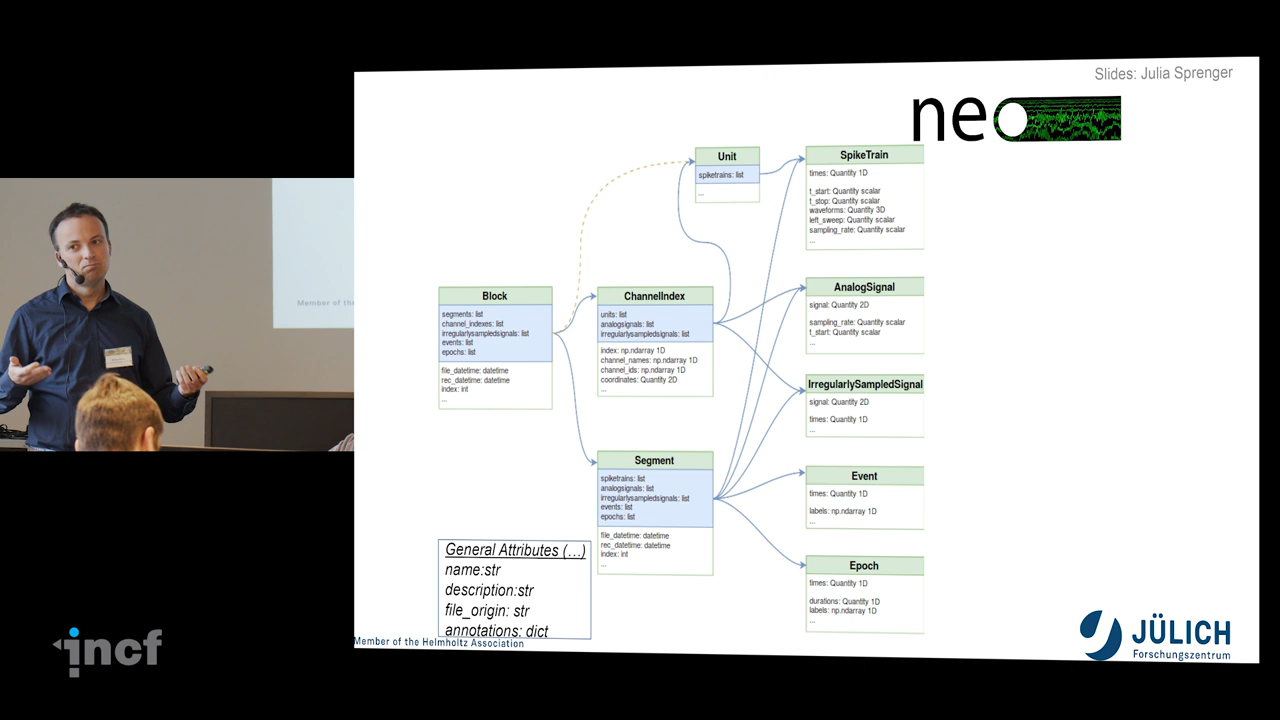 Slides: Julia Sprenger
neo
Unit
spiketrains: list
...
SpikeTrain
times: Quantity 1D
t_start: Quantity scalar
t_stop: Quantity scalar
waveforms: Quantity 3D
left_sweep: Quantity scalar
sampling_rate: Quantity scalar
...
Block
segments: list
channel_indexes: list
irregularlysampledsignals: list
events: list
epochs: list
file_datetime: datetime
rec_datetime: datetime
index: int
...
ChannelIndex
units: list
analogsignals: list
irregularlysampledsignals: list
index: np.ndarray 1D
channel_names: np.ndarray 1D
channel_ids: np.ndarray 1D
coordinates: Quantity 2D
...
AnalogSignal
signal: Quantity 2D
sampling_rate: Quantity scalar
t_start: Quantity scalar
...
IrregularlySampledSignal
signal: Quantity 2D
times: Quantity 1D
...
Segment
spiketrains: list
analogsignals: list
irregularlysampledsignals: list
events: list
epochs: list
file_datetime: datetime
rec_datetime: datetime
index: int
...
Event
times: Quantity 1D
labels: np.ndarray 1D
...
Epoch
times: Quantity 1D
durations: Quantity 1D
labels: np.ndarray 1D
...
General Attributes (...)
name:str
description:str
file_origin: str
annotations: dict
Member of the Helmholtz Association
JÜLICH
Forschungszentrum
Member of the
incf